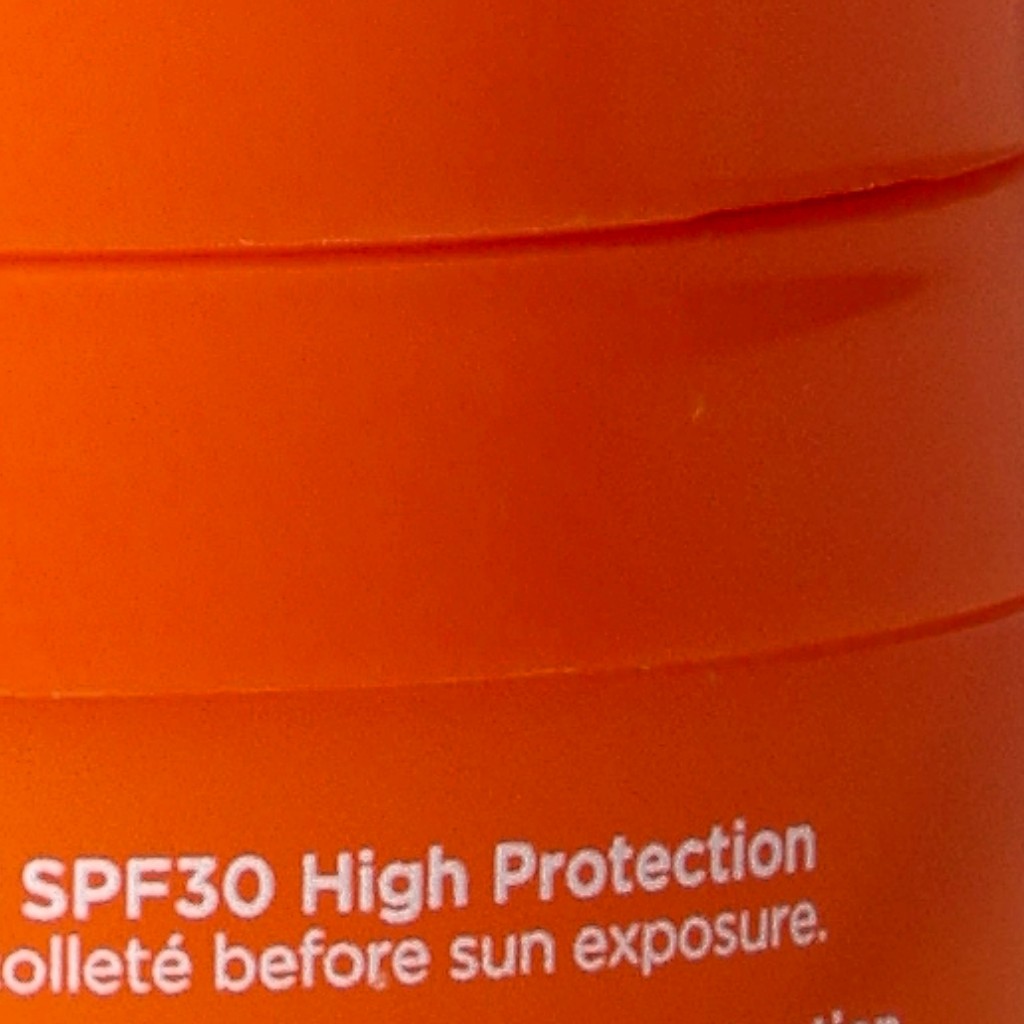 SPF30 High Protection
olleté before sun exposure.